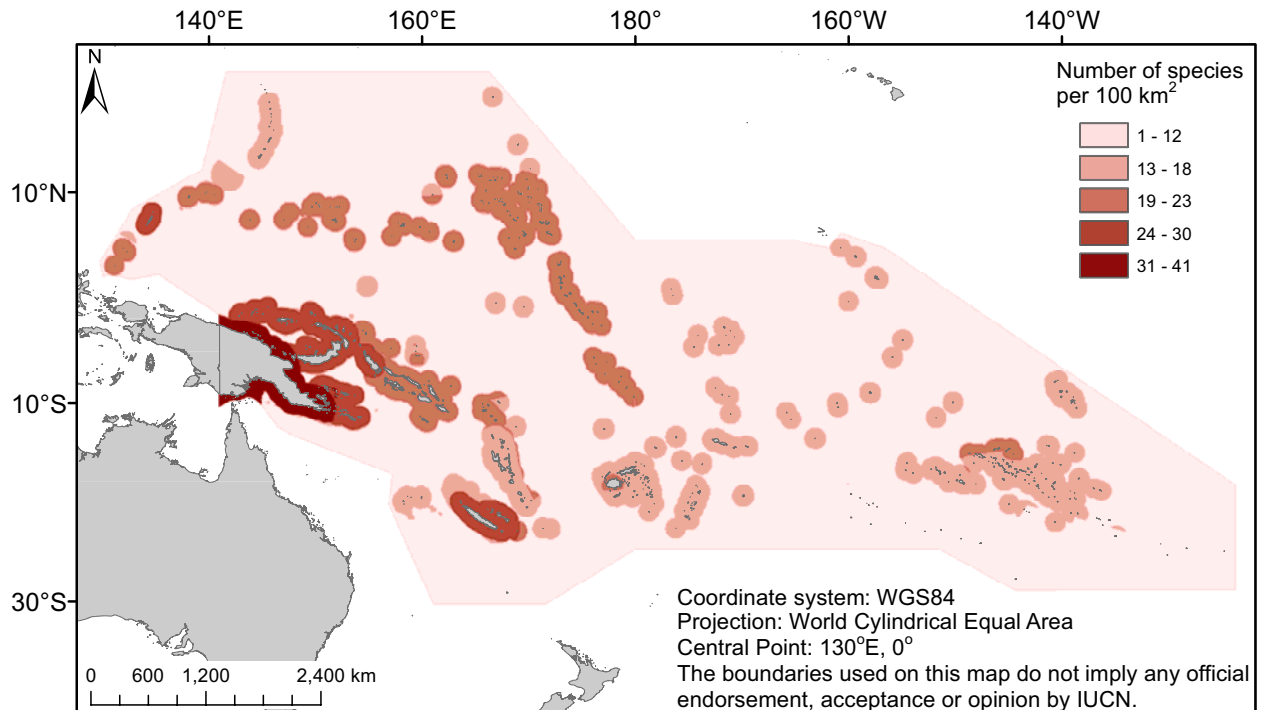 140°E 160°E 180° 160°W 140°W
N
Number of species
per 100 km²
1 - 12
13 - 18
19 - 23
24 - 30
31 - 41
10°N
10°S
30°S
Coordinate system: WGS84
Projection: World Cylindrical Equal Area
Central Point: 130°E, 0°
The boundaries used on this map do not imply any official
endorsement, acceptance or opinion by IUCN.
0 600 1,200 2,400 km